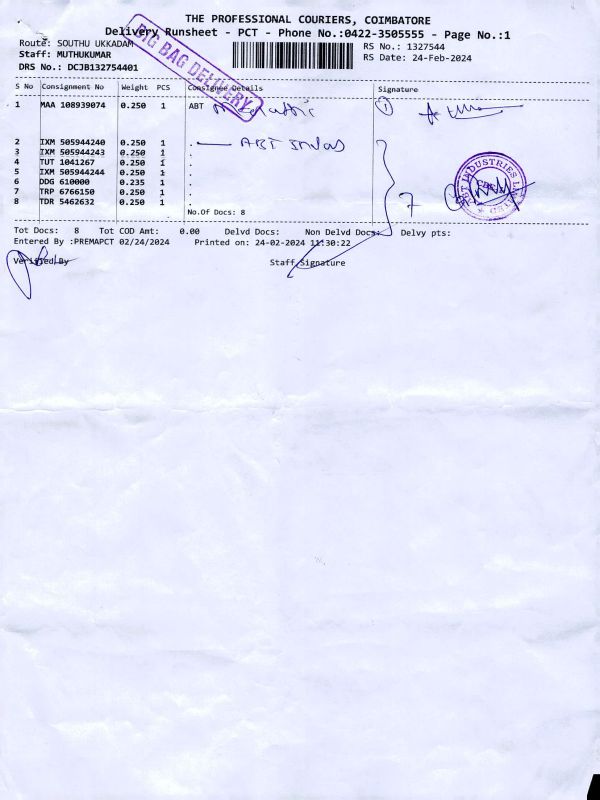 THE PROFESSIONAL COURIERS, COIMBATORE
Delivery Runsheet - PCT - Phone No.:0422-3505555 - Page No.:1
Route: SOUTHU UKKADAM
RS No.: 1327544
Staff: MUTHUKUMAR
RS Date: 24-Feb-2024
DRS No.: DCJB132754401
BIG BAG DELIVERY
S No Consignment No Weight PCS Consignee Details Signature
1 MAA 108939074 0.250 1 ABT
1
2 IXM 505944240 0.250 1 .
3 IXM 505944243 0.250 1 .
4 TUT 1041267 0.250 1 .
5 IXM 505944244 0.250 1 .
6 DDG 610000 0.235 1 .
7 TRP 6766150 0.250 1 .
8 TDR 5462632 0.250 1 .
7
No.Of Docs: 8
Tot Docs: 8 Tot COD Amt: 0.00 Delvd Docs: Non Delvd Docs: Delvy pts:
Entered By :PREMAPCT 02/24/2024 Printed on: 24-02-2024 11:30:22
Verified By Staff Signature